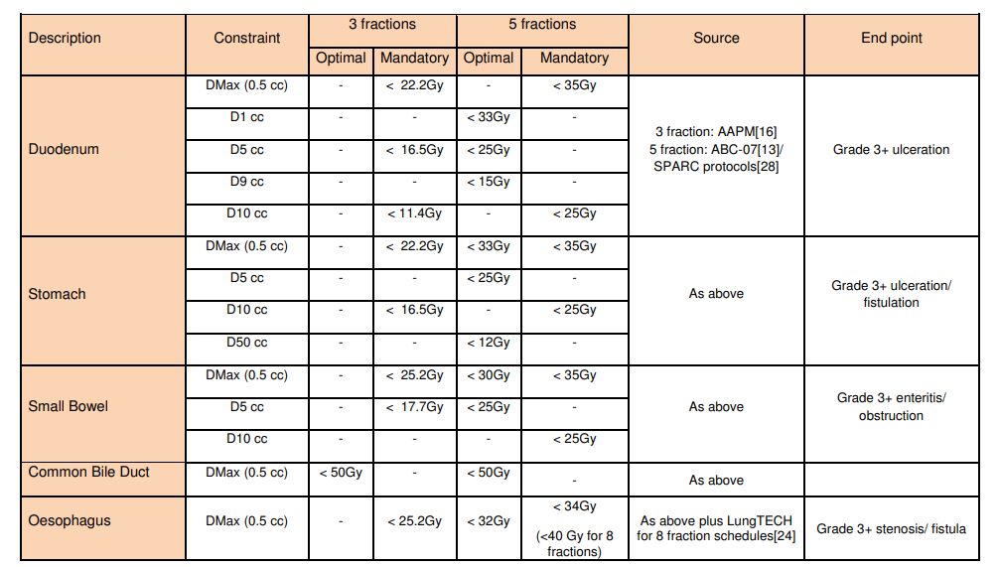 Description Constraint 3 fractions 5 fractions Source End point
Optimal Mandatory Optimal Mandatory
Duodenum
DMax (0.5 cc) - < 22.2Gy - < 35Gy
D1 cc - - < 33Gy -
D5 cc - < 16.5Gy < 25Gy -
D9 cc - - < 15Gy -
D10 cc - < 11.4Gy - < 25Gy
3 fraction: AAPM[16]
5 fraction: ABC-07[13]/
SPARC protocols[28]
Grade 3+ ulceration
Stomach
DMax (0.5 cc) - < 22.2Gy < 33Gy < 35Gy
D5 cc - - < 25Gy -
D10 cc - < 16.5Gy - < 25Gy
D50 cc - - < 12Gy -
As above
Grade 3+ ulceration/
fistulation
Small Bowel
DMax (0.5 cc) - < 25.2Gy < 30Gy < 35Gy
D5 cc - < 17.7Gy < 25Gy -
D10 cc - - - < 25Gy
As above
Grade 3+ enteritis/
obstruction
Common Bile Duct DMax (0.5 cc) < 50Gy - < 50Gy - As above
Oesophagus DMax (0.5 cc) - < 25.2Gy < 32Gy
< 34Gy
(<40 Gy for 8
fractions)
As above plus LungTECH
for 8 fraction schedules[24]
Grade 3+ stenosis/ fistula